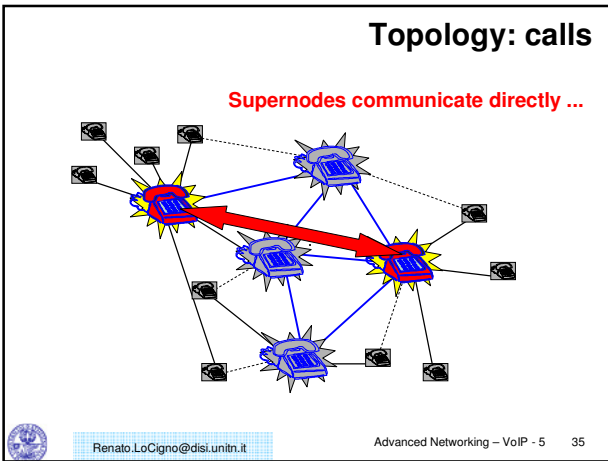 Topology: calls
Supernodes communicate directly ...
Renato.LoCigno@disi.unitn.it
Advanced Networking – VoIP - 5 35